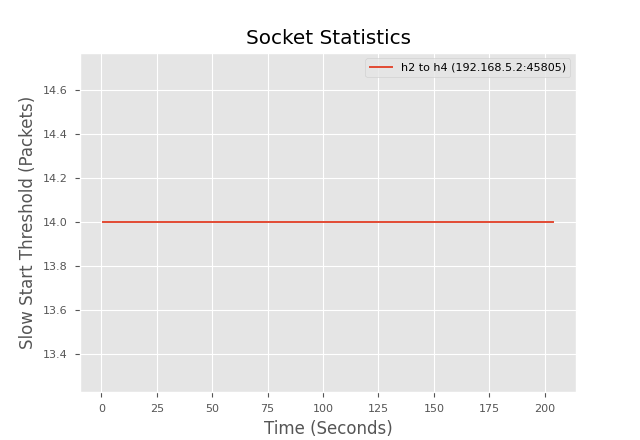 Socket Statistics
h2 to h4 (192.168.5.2:45805)
Slow Start Threshold (Packets)
14.6
14.4
14.2
14.0
13.8
13.6
13.4
0 25 50 75 100 125 150 175 200
Time (Seconds)